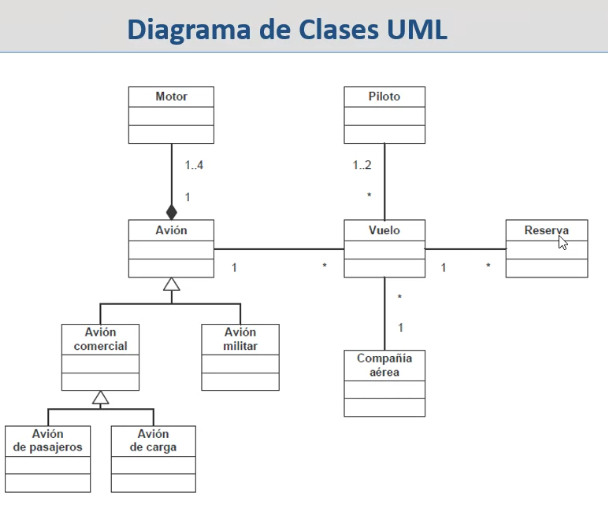 Diagrama de Clases UML
Motor
Piloto
1..4
1..2
1
*
Avión
Vuelo
Reserva
1
*
1
*
*
1
Avión
comercial
Avión
militar
Compañía
aérea
Avión
de pasajeros
Avión
de carga